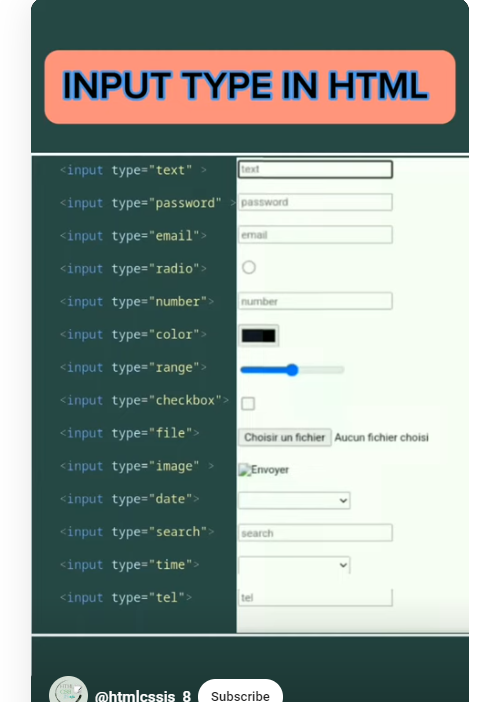 INPUT TYPE IN HTML
<input type="text" > text
<input type="password" > password
<input type="email"> email
<input type="radio">
<input type="number"> number
<input type="color">
<input type="range">
<input type="checkbox">
<input type="file"> Choisir un fichier Aucun fichier choisi
<input type="image" > Envoyer
<input type="date">
<input type="search"> search
<input type="time">
<input type="tel"> tel
@htmlcssjs_8 Subscribe